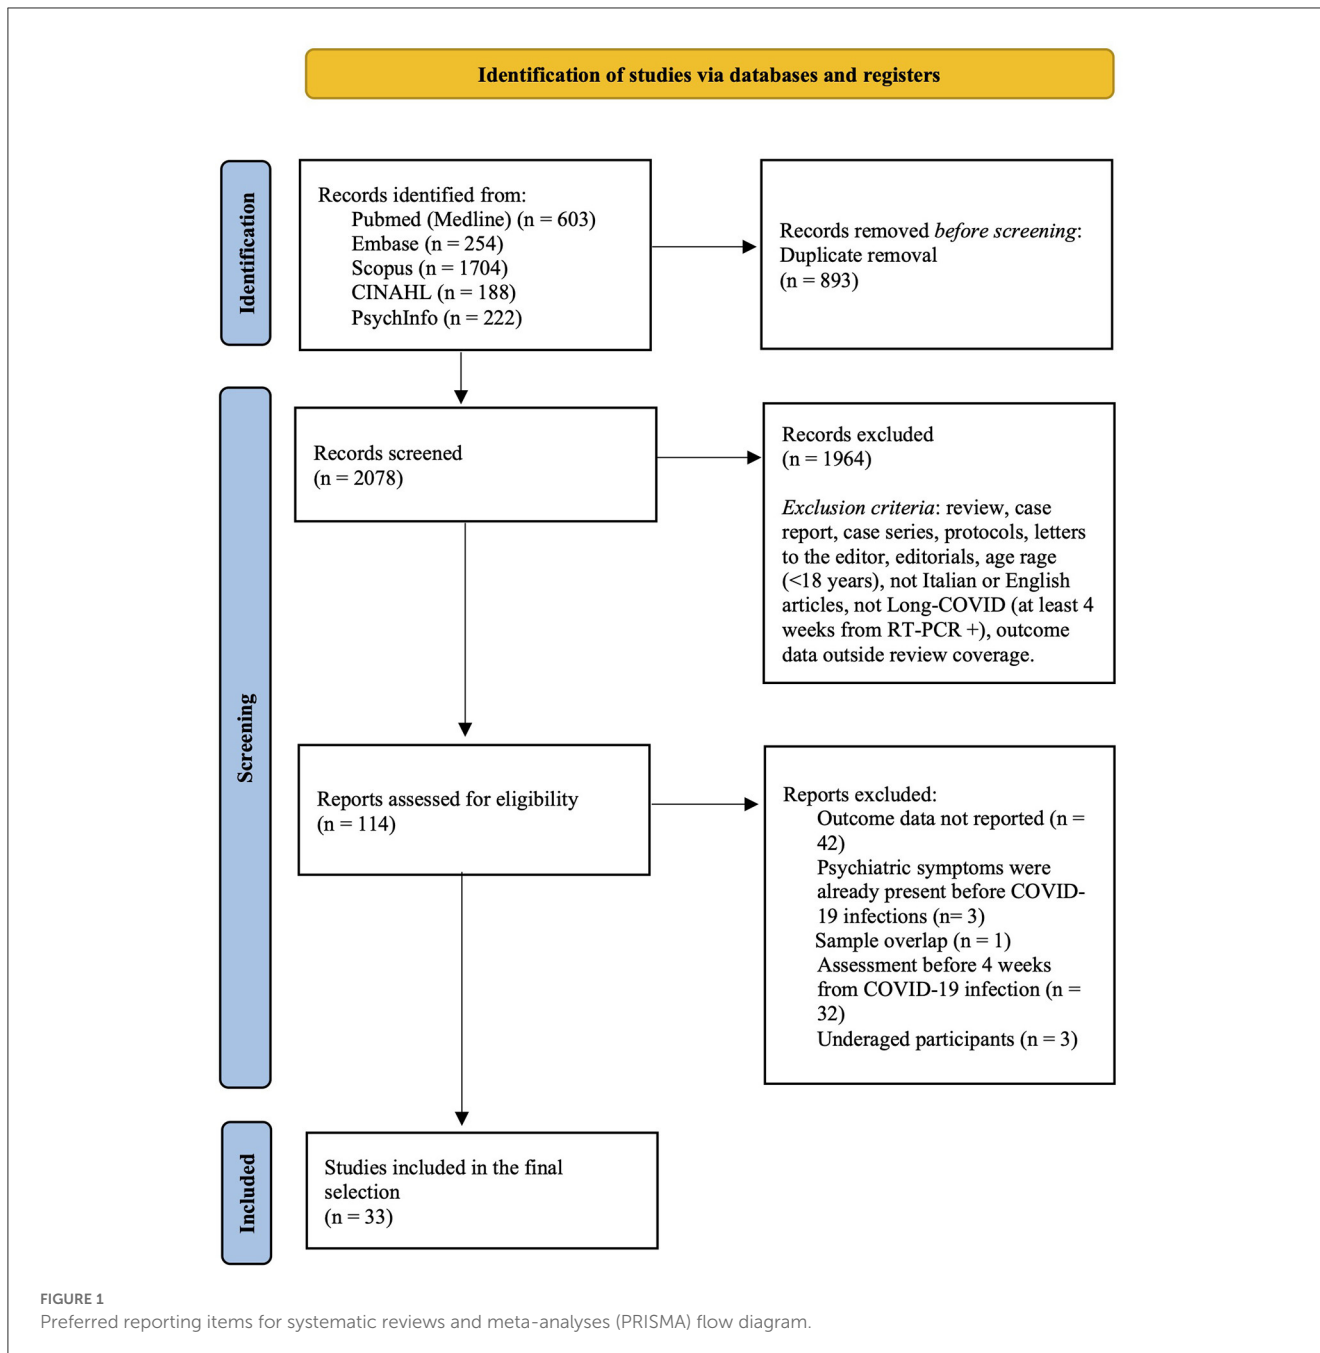 Identification of studies via databases and registers
Identification
Records identified from:
Pubmed (Medline) (n = 603)
Embase (n = 254)
Scopus (n = 1704)
CINAHL (n = 188)
PsychInfo (n = 222)
Records removed before screening:
Duplicate removal
(n = 893)
Screening
Records screened
(n = 2078)
Records excluded
(n = 1964)
Exclusion criteria: review, case
report, case series, protocols, letters
to the editor, editorials, age rage
(<18 years), not Italian or English
articles, not Long-COVID (at least 4
weeks from RT-PCR +), outcome
data outside review coverage.
Reports assessed for eligibility
(n = 114)
Reports excluded:
Outcome data not reported (n =
42)
Psychiatric symptoms were
already present before COVID-
19 infections (n= 3)
Sample overlap (n = 1)
Assessment before 4 weeks
from COVID-19 infection (n =
32)
Underaged participants (n = 3)
Included
Studies included in the final
selection
(n = 33)
FIGURE 1
Preferred reporting items for systematic reviews and meta-analyses (PRISMA) flow diagram.